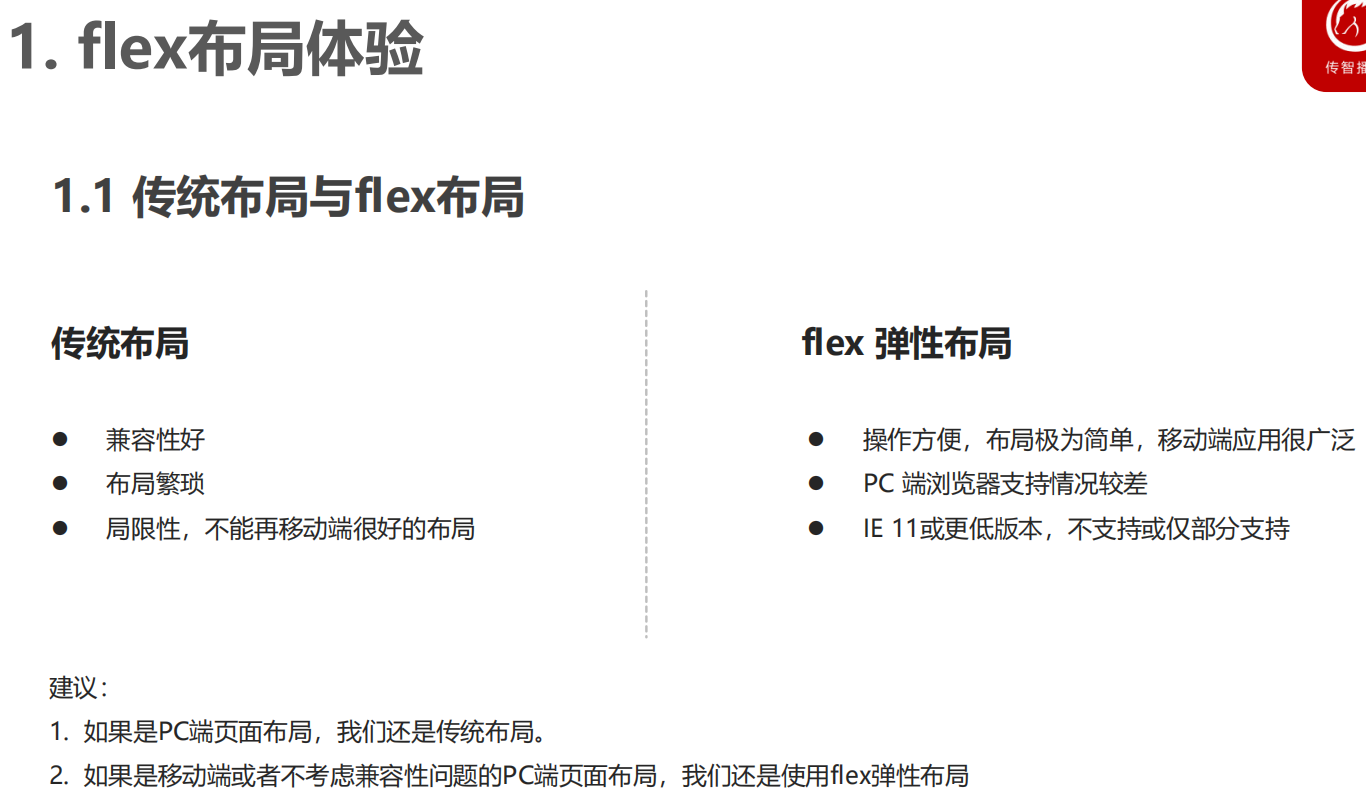 1. flex布局体验
传智播
1.1 传统布局与flex布局
传统布局
● 兼容性好
● 布局繁琐
● 局限性，不能再移动端很好的布局
flex 弹性布局
● 操作方便，布局极为简单，移动端应用很广泛
● PC 端浏览器支持情况较差
● IE 11或更低版本，不支持或仅部分支持
建议：
1. 如果是PC端页面布局，我们还是传统布局。
2. 如果是移动端或者不考虑兼容性问题的PC端页面布局，我们还是使用flex弹性布局